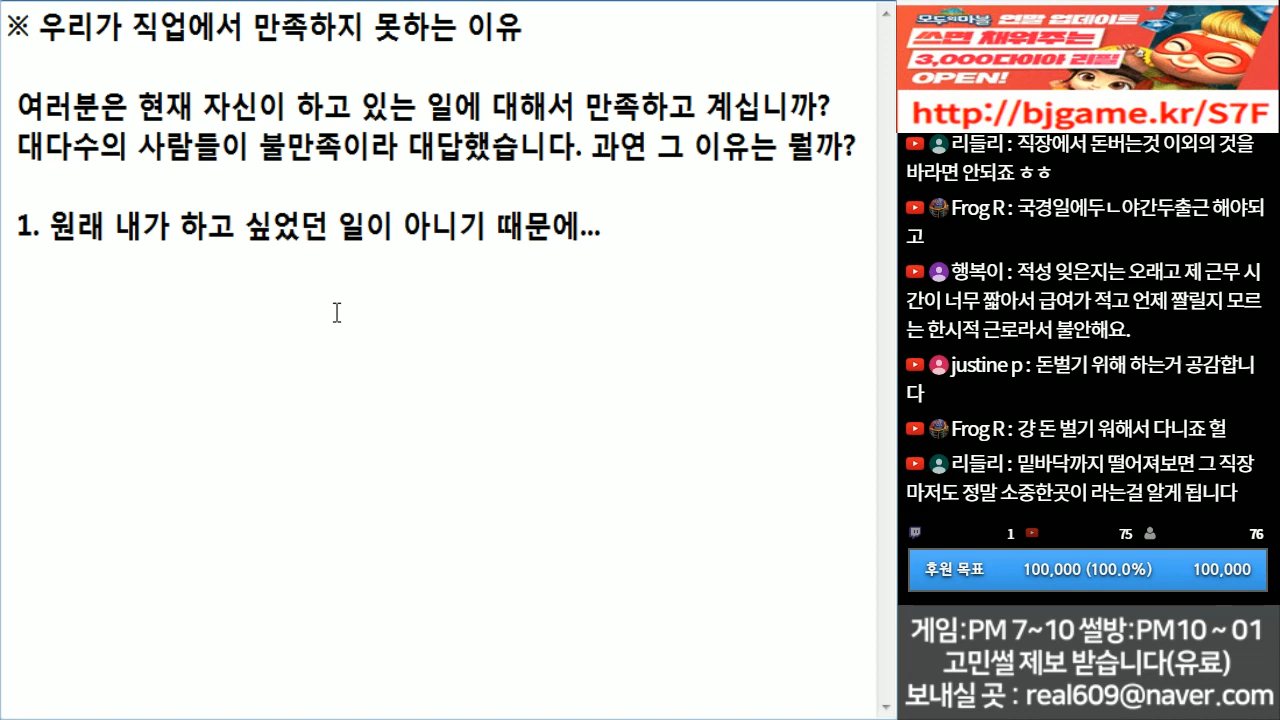 ※ 우리가 직업에서 만족하지 못하는 이유
여러분은 현재 자신이 하고 있는 일에 대해서 만족하고 계십니까?
대다수의 사람들이 불만족이라 대답했습니다. 과연 그 이유는 뭘까?
1. 원래 내가 하고 싶었던 일이 아니기 때문에...
모두의마블 연말 업데이트
쓰면 채워주는
3,000다이아 리필
OPEN!
http://bjgame.kr/S7F
리들리 : 직장에서 돈버는것 이외의 것을
바라면 안되죠 ㅎㅎ
Frog R : 국경일에두ㄴ야간두출근 해야되
고
행복이 : 적성 잊은지는 오래고 제 근무 시
간이 너무 짧아서 급여가 적고 언제 짤릴지 모르
는 한시적 근로라서 불안해요.
justine p : 돈벌기 위해 하는거 공감합니
다
Frog R : 걍 돈 벌기 워해서 다니죠 헐
리들리 : 밑바닥까지 떨어져보면 그 직장
마저도 정말 소중한곳이 라는걸 알게 됩니다
1 75 76
후원 목표 100,000 (100.0%) 100,000
게임:PM 7~10 썰방:PM10 ~ 01
고민썰 제보 받습니다(유료)
보내실 곳 : real609@naver.com